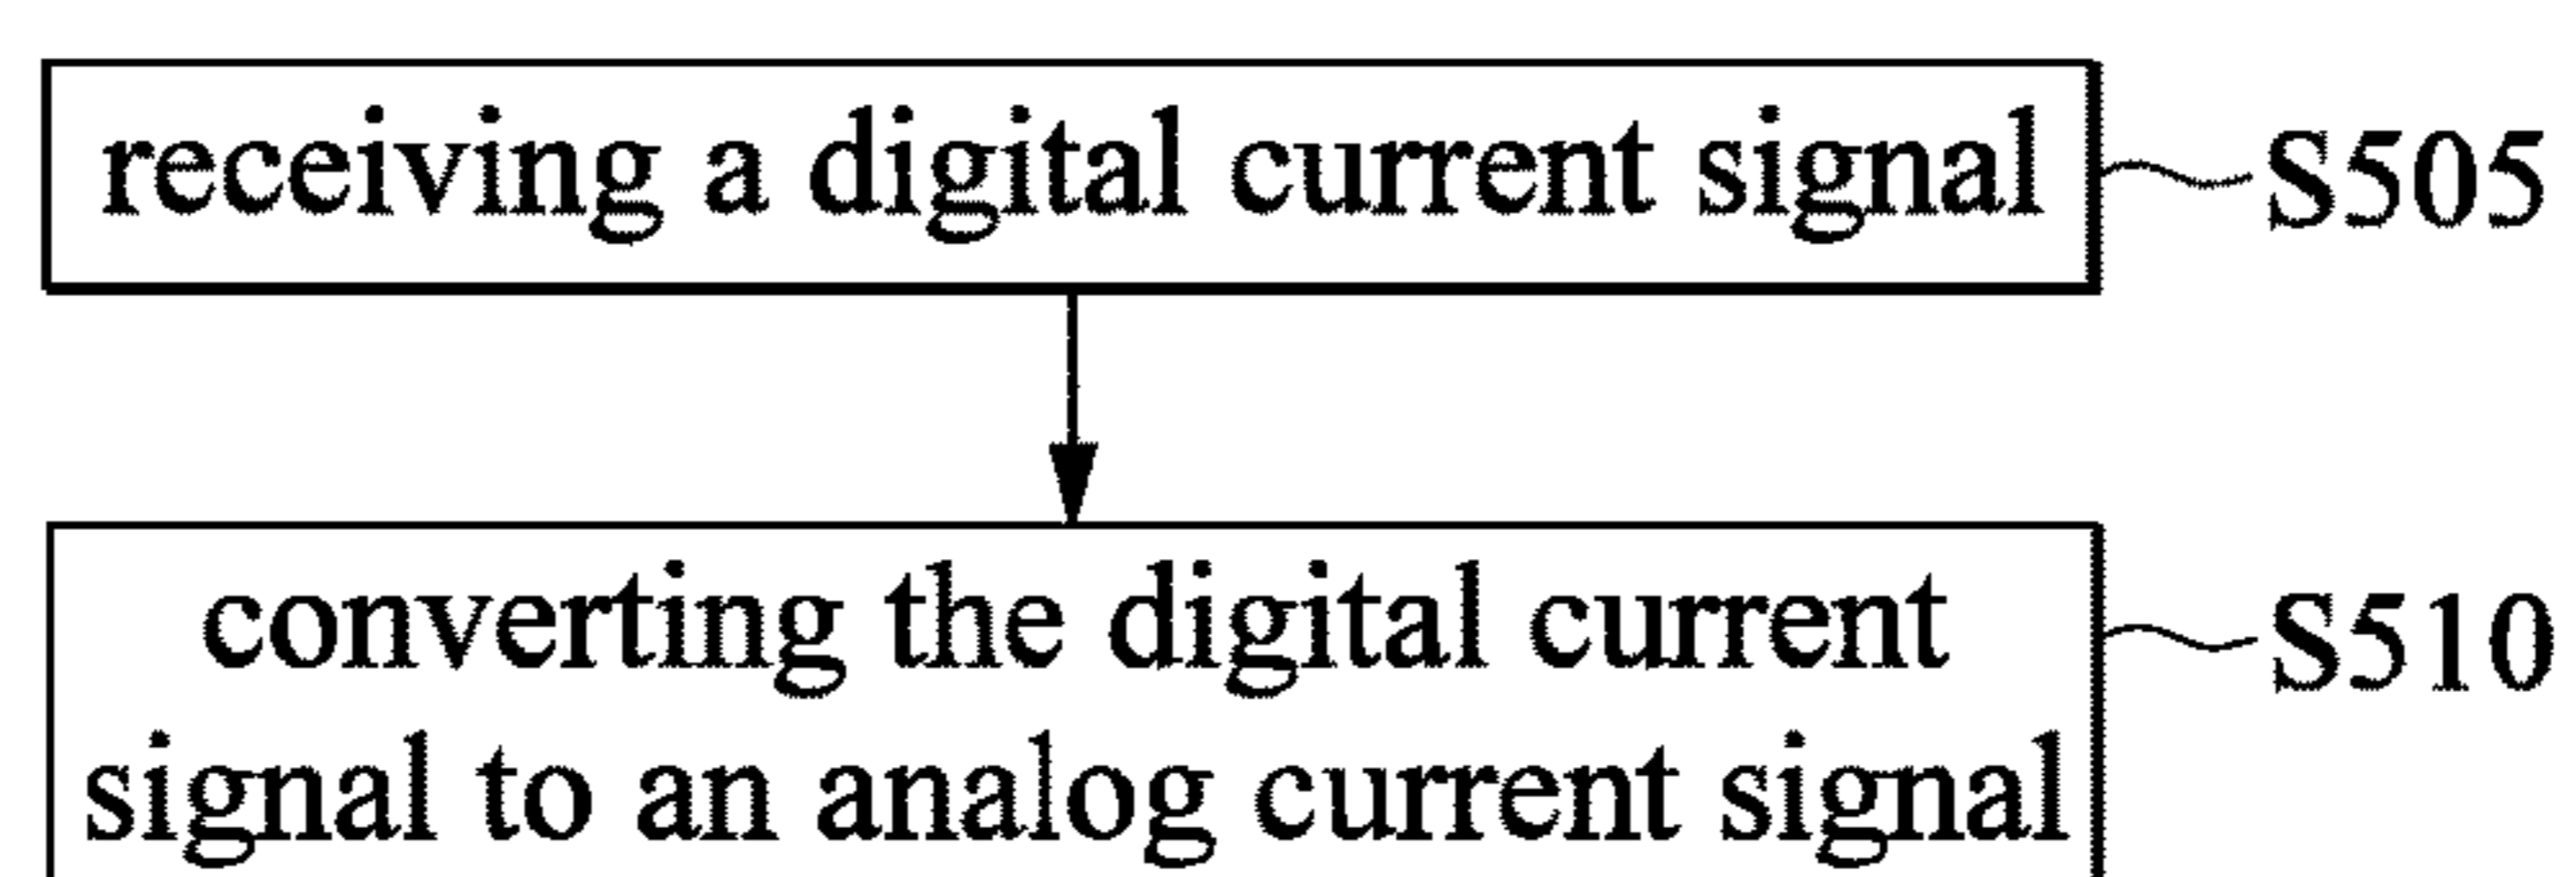 receiving a digital current signal S505
converting the digital current S510
signal to an analog current signal